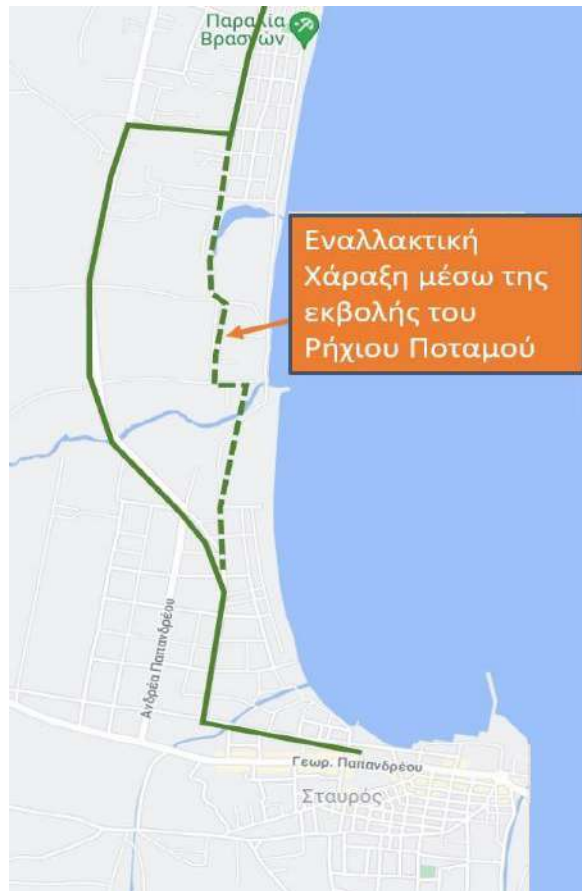 Παραλία
Βρασνών
Εναλλακτική
Χάραξη μέσω της
εκβολής του
Ρήχιου Ποταμού
Ανδρέα Παπανδρέου
Γεωρ. Παπανδρέου
Σταυρός